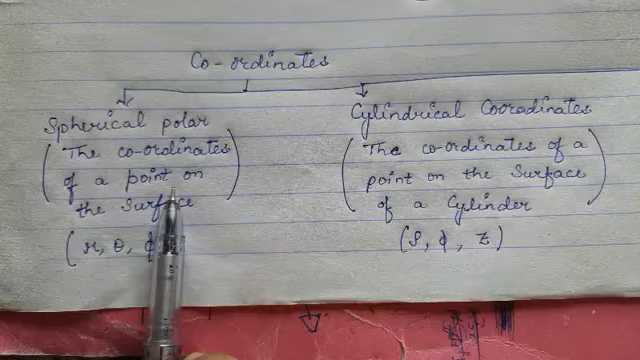 Co-ordinates
Spherical polar
(The co-ordinates
of a point on
the surface)
(r, θ, ϕ
Cylindrical Cooradinates
(The co-ordinates of a
point on the surface
of a Cylinder)
(ρ, ϕ, z)